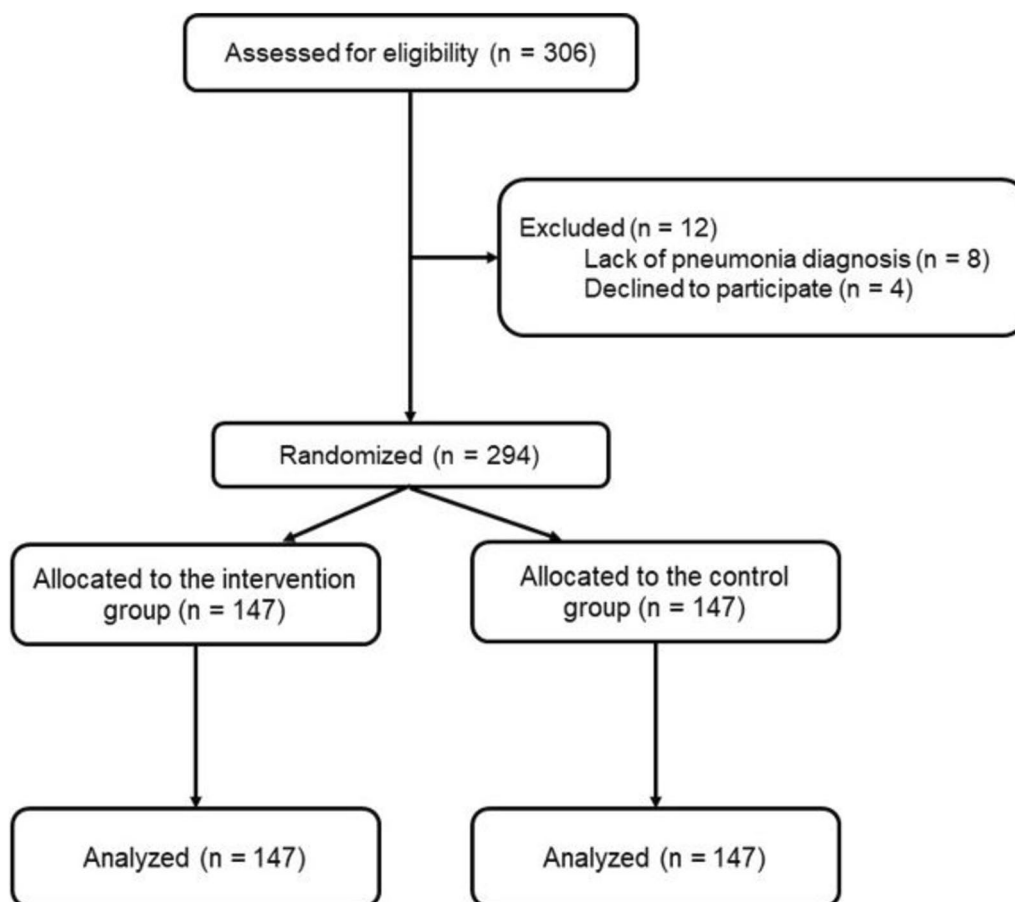 Assessed for eligibility (n = 306)
Excluded (n = 12)
Lack of pneumonia diagnosis (n = 8)
Declined to participate (n = 4)
Randomized (n = 294)
Allocated to the intervention
group (n = 147)
Allocated to the control
group (n = 147)
Analyzed (n = 147)
Analyzed (n = 147)